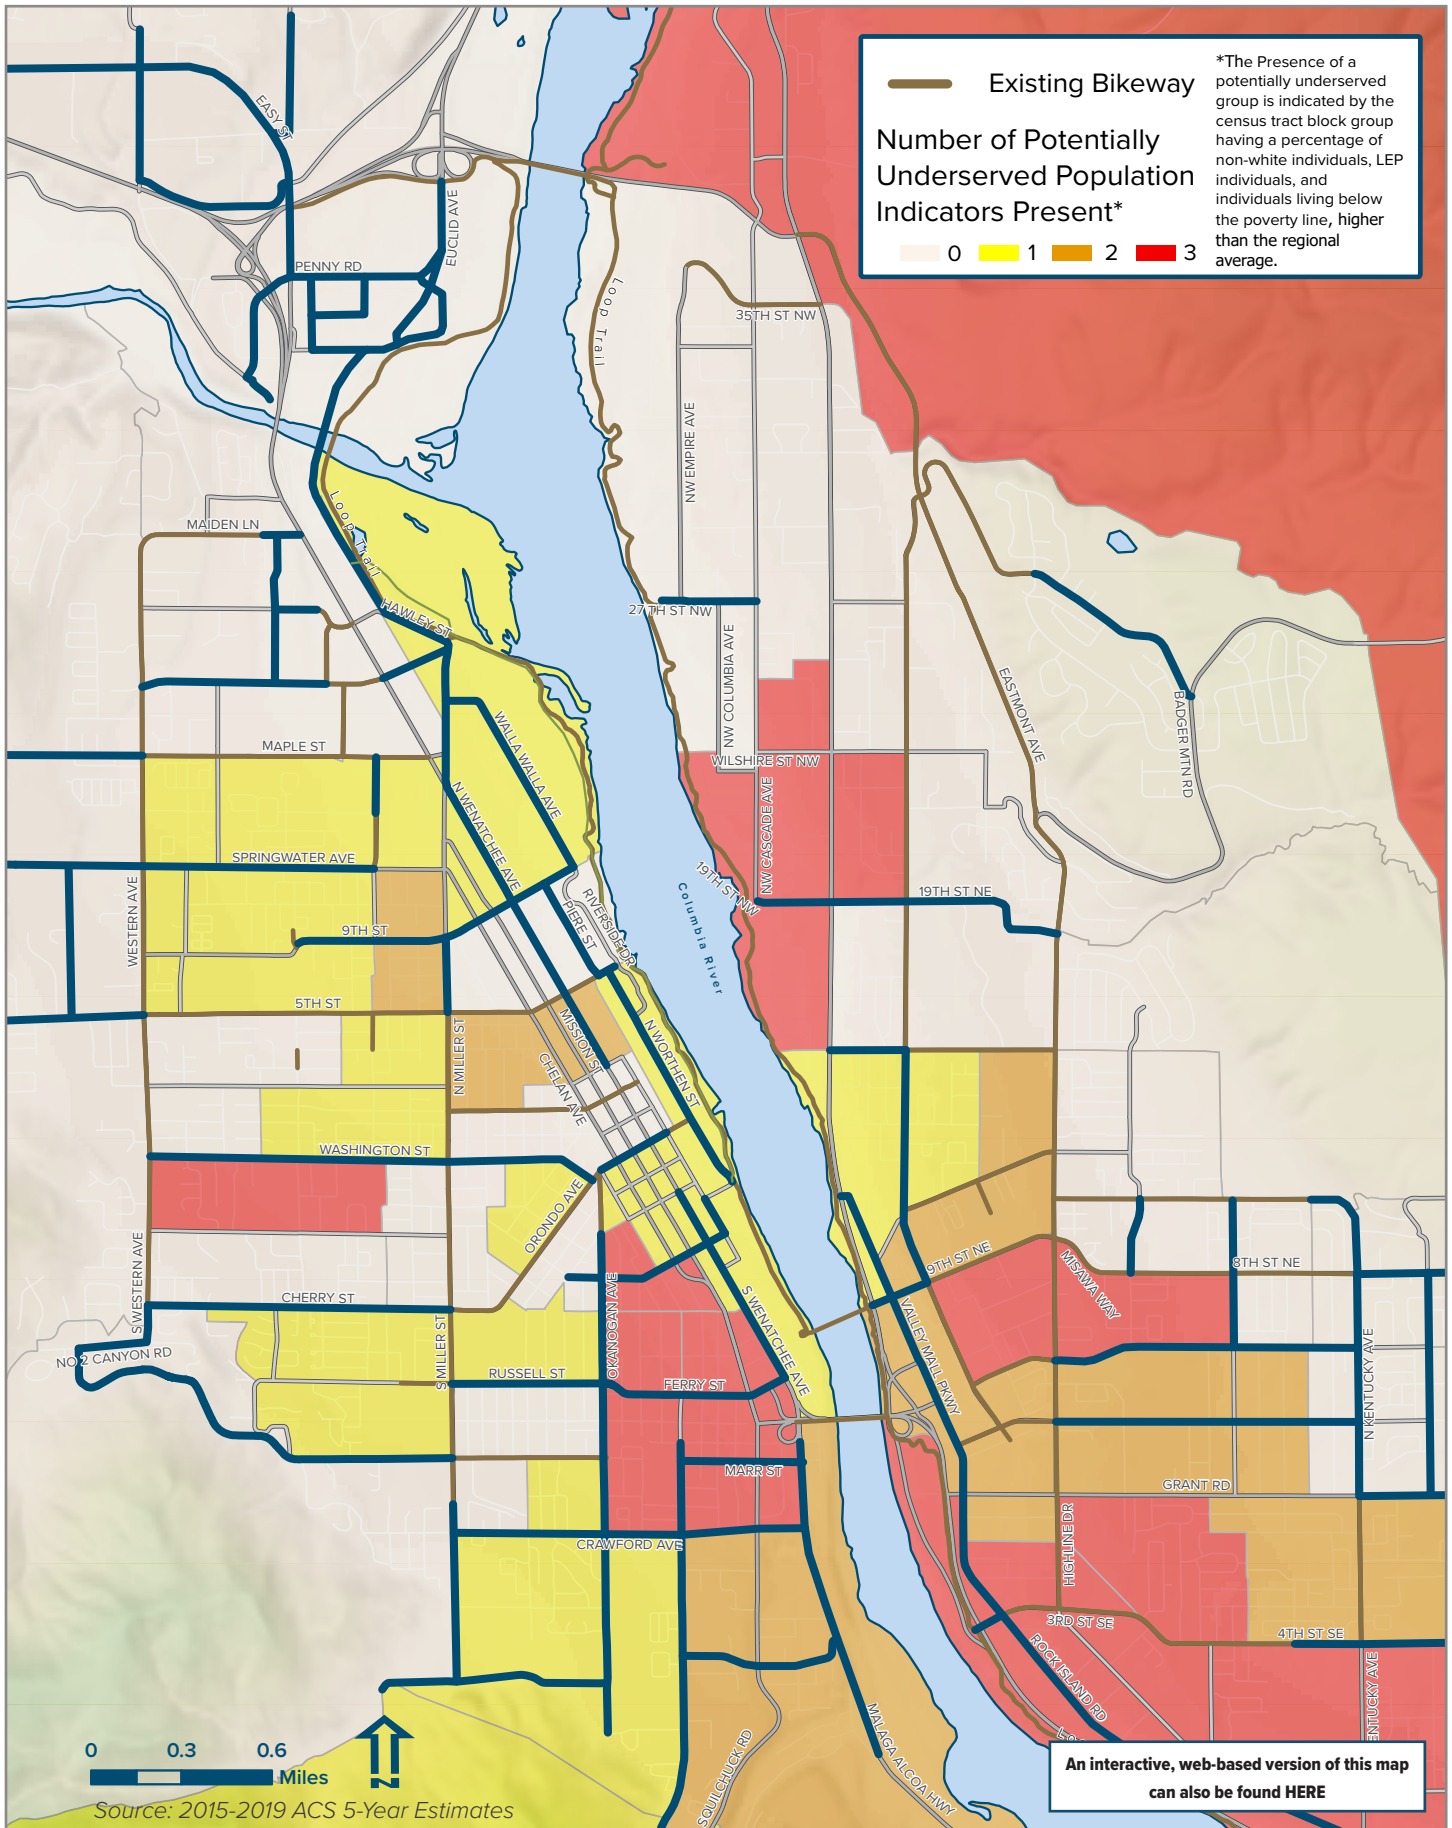 Existing Bikeway
Number of Potentially
Underserved Population
Indicators Present*
0
1
2
3
*The Presence of a
potentially underserved
group is indicated by the
census tract block group
having a percentage of
non-white individuals, LEP
individuals, and
individuals living below
the poverty line, higher
than the regional
average.
EASY ST
EUCLID AVE
PENNY RD
Loop Trail
35TH ST NW
NW EMPIRE AVE
MAIDEN LN
Loop Trail
HAWLEY ST
27 TH ST NW
NW COLUMBIA AVE
EASTMONT AVE
BADGER MTN RD
WALLA WALLA AVE
MAPLE ST
WILSHIRE ST NW
N WENATCHEE AVE
NW CASCADE AVE
SPRINGWATER AVE
WESTERN AVE
19TH ST NW
19TH ST NE
Columbia River
RIVERSIDE DR
PIERE ST
9TH ST
5TH ST
MISSION ST
N WORTHEN ST
N MILLER ST
CHELAN AVE
WASHINGTON ST
ORONDO AVE
S WESTERN AVE
9TH ST NE
MISAWA WAY
8TH ST NE
OKANOGAN AVE
S WENATCHEE AVE
CHERRY ST
VALLEY MALL PKWY
NO 2 CANYON RD
S MILLER ST
RUSSELL ST
FERRY ST
N KENTUCKY AVE
MARR ST
GRANT RD
CRAWFORD AVE
HIGHLINE DR
3RD ST SE
4TH ST SE
ROCK ISLAND RD
ENTUCKY AVE
MALAGA ALCOA HWY
SQUILCHUCK RD
0
0.3
0.6
Miles
N
Source: 2015-2019 ACS 5-Year Estimates
An interactive, web-based version of this map
can also be found HERE